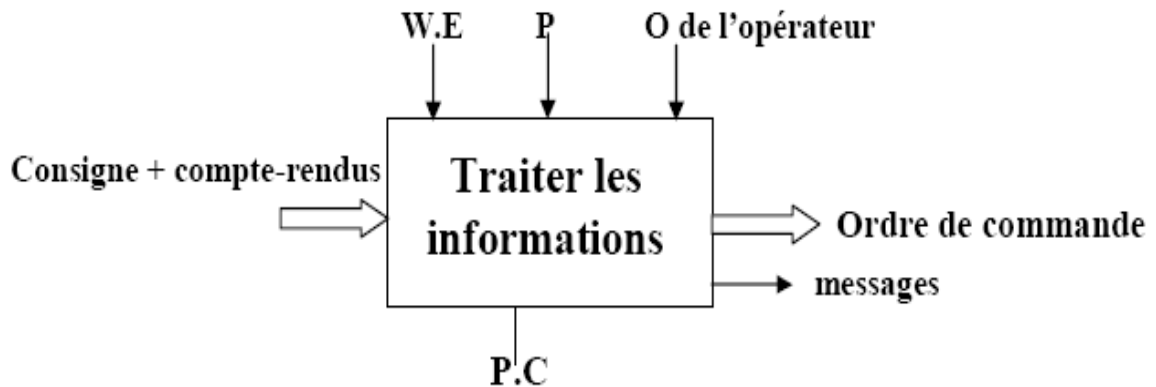 W.E
P
O de l'opérateur
Consigne + compte-rendus
Traiter les
informations
Ordre de commande
messages
P.C